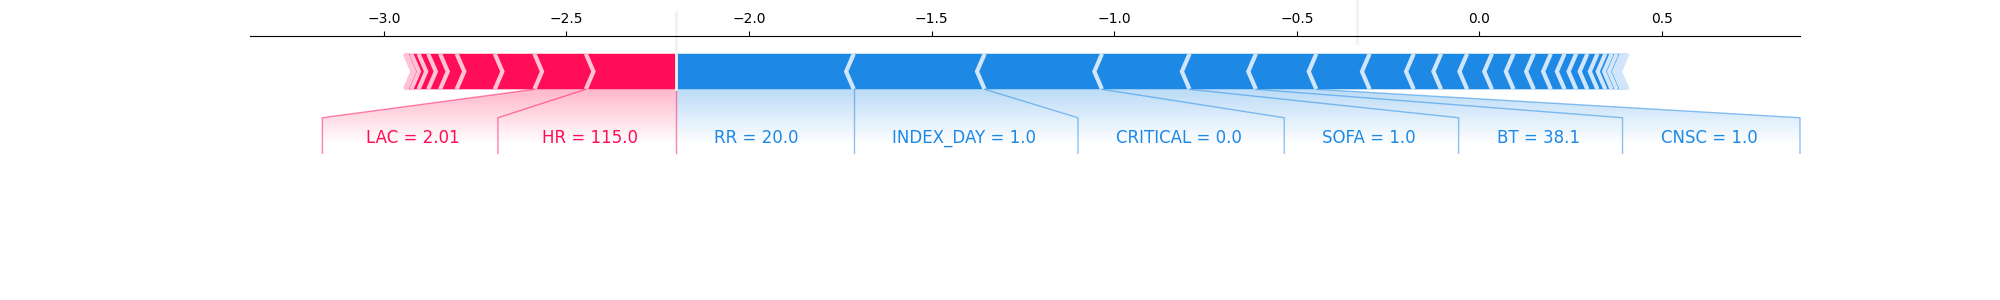 −3.0 −2.5 −2.0 −1.5 −1.0 −0.5 0.0 0.5
LAC = 2.01 HR = 115.0 RR = 20.0 INDEX_DAY = 1.0 CRITICAL = 0.0 SOFA = 1.0 BT = 38.1 CNSC = 1.0